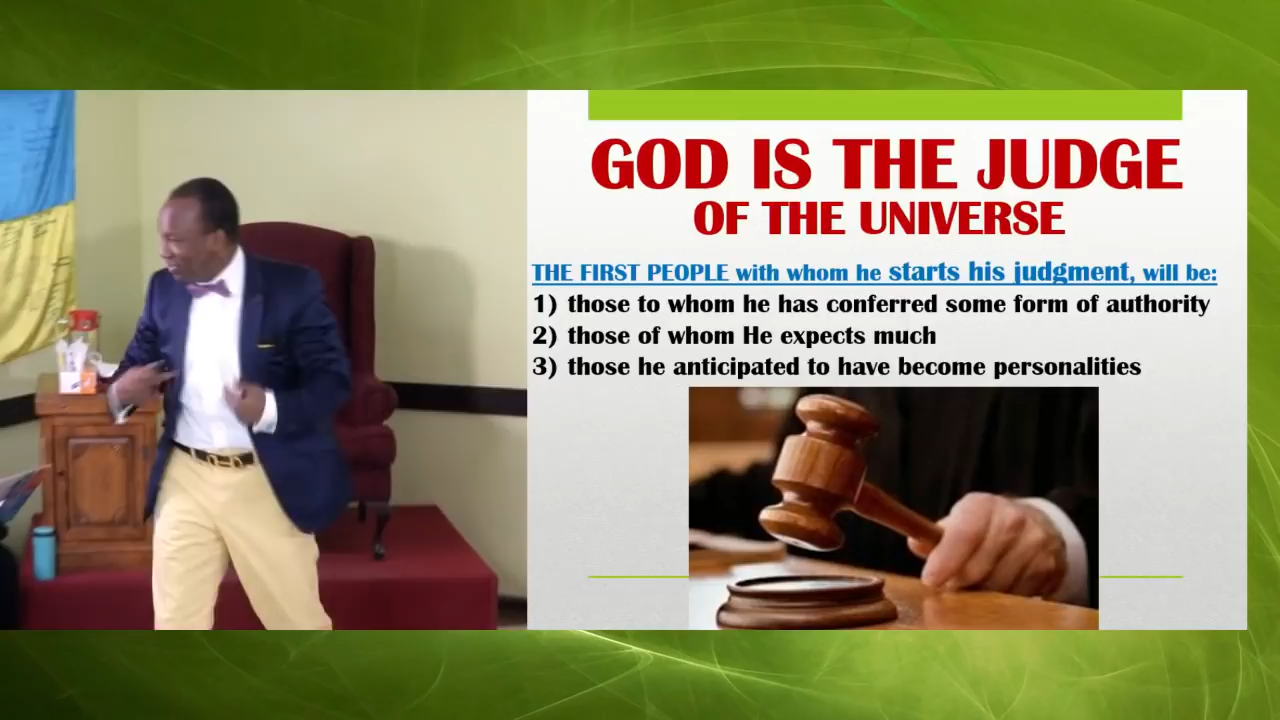 GOD IS THE JUDGE
OF THE UNIVERSE
THE FIRST PEOPLE with whom he starts his judgment, will be:
1) those to whom he has conferred some form of authority
2) those of whom He expects much
3) those he anticipated to have become personalities